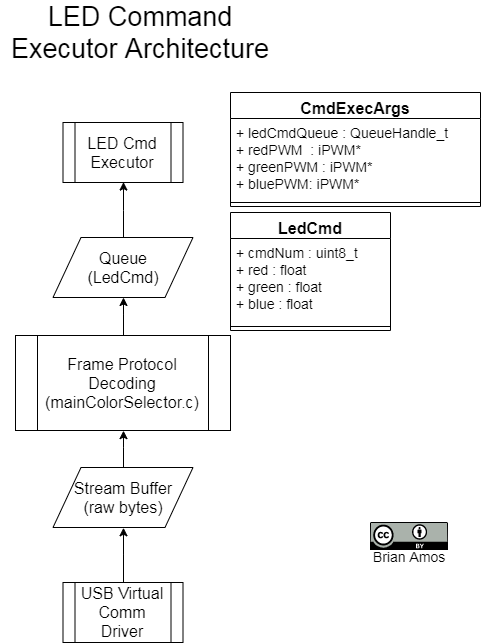 LED Command
Executor Architecture
LED Cmd
Executor
Queue
(LedCmd)
Frame Protocol
Decoding
(mainColorSelector.c)
Stream Buffer
(raw bytes)
USB Virtual
Comm
Driver
CmdExecArgs
+ ledCmdQueue : QueueHandle_t
+ redPWM : iPWM*
+ greenPWM : iPWM*
+ bluePWM: iPWM*
LedCmd
+ cmdNum : uint8_t
+ red : float
+ green : float
+ blue : float
cc
BY
Brian Amos